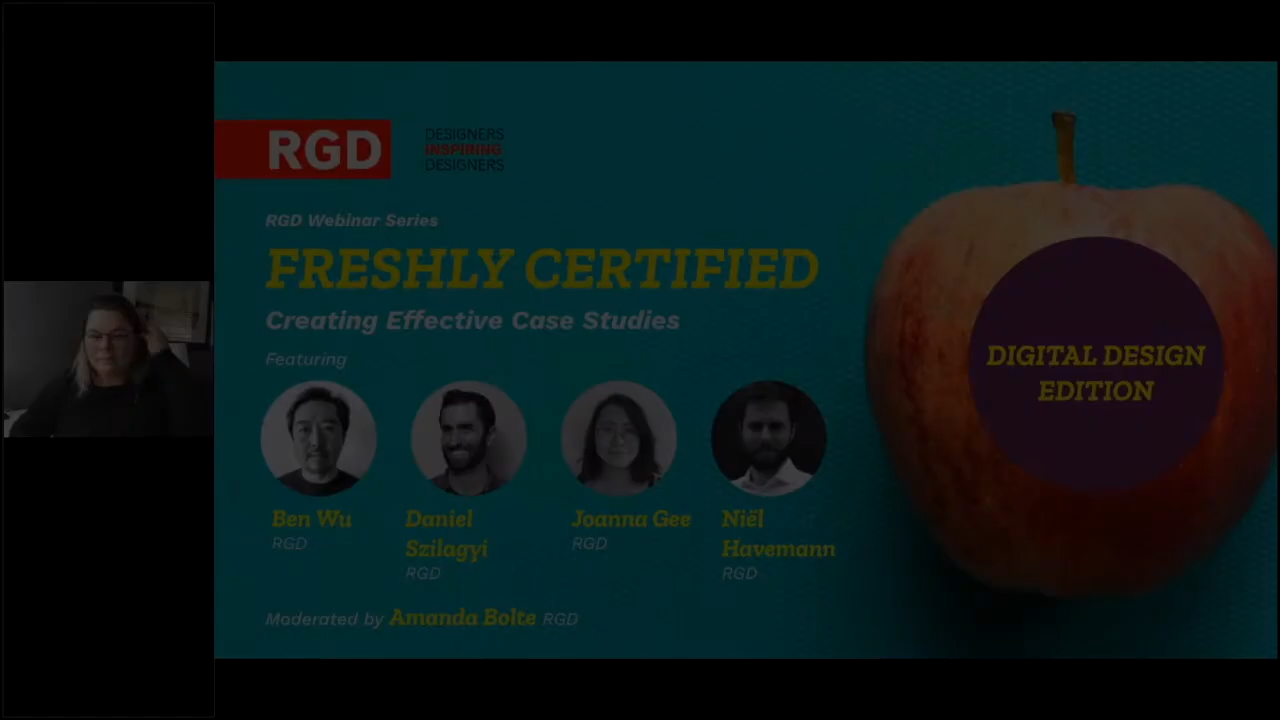 RGD
DESIGNERS
INSPIRING
DESIGNERS
RGD Webinar Series
FRESHLY CERTIFIED
Creating Effective Case Studies
Featuring
DIGITAL DESIGN
EDITION
Ben Wu
RGD
Daniel
Szilagyi
RGD
Joanna Gee
RGD
Niël
Havemann
RGD
Moderated by Amanda Bolte RGD